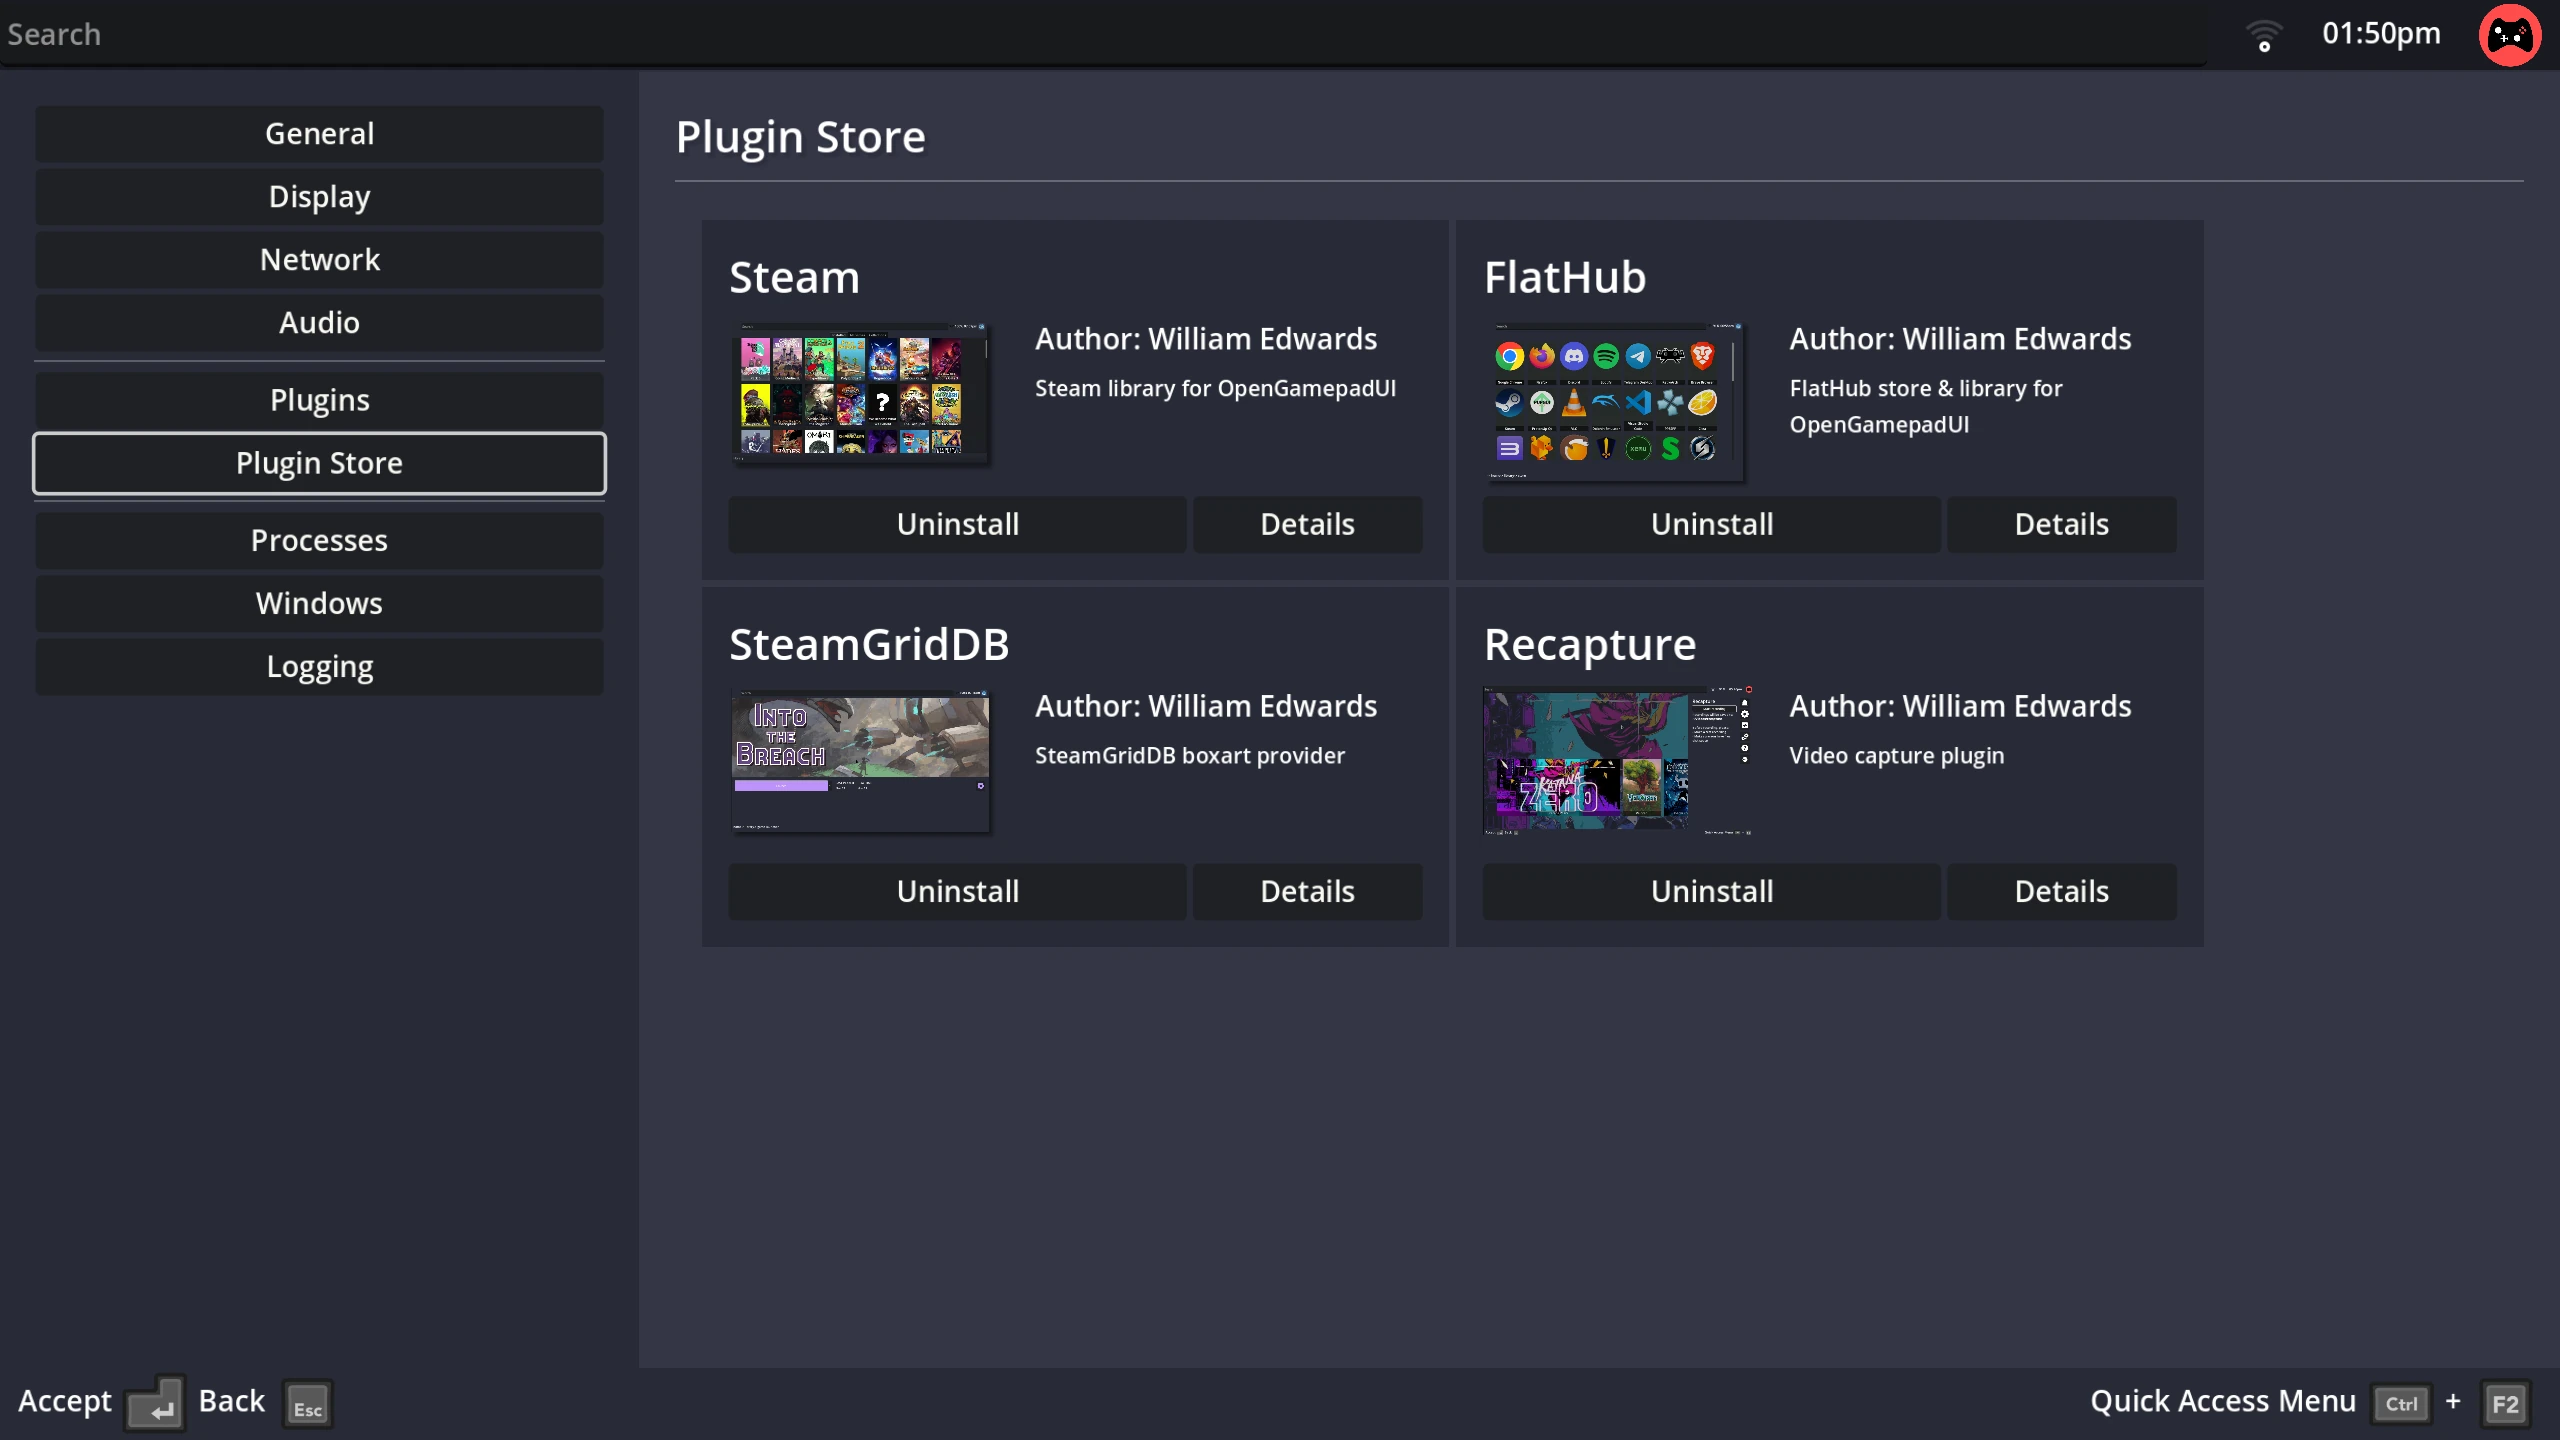 Search
01:50pm
General
Display
Network
Audio
Plugins
Plugin Store
Processes
Windows
Logging
Plugin Store
Steam
Author: William Edwards
Steam library for OpenGamepadUI
Uninstall
Details
FlatHub
Author: William Edwards
FlatHub store & library for
OpenGamepadUI
Uninstall
Details
SteamGridDB
INTO
THE
BREACH
Author: William Edwards
SteamGridDB boxart provider
Uninstall
Details
Recapture
KATANA
ZERO
Author: William Edwards
Video capture plugin
Uninstall
Details
Accept
Back Esc
Quick Access Menu Ctrl + F2